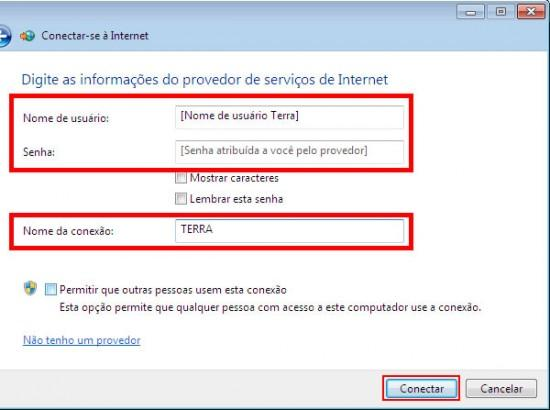 Conectar-se à Internet
Digite as informações do provedor de serviços de Internet
Nome de usuário: [Nome de usuário Terra]
Senha: [Senha atribuída a você pelo provedor]
Mostrar caracteres
Lembrar esta senha
Nome da conexão: TERRA
Permitir que outras pessoas usem esta conexão
Esta opção permite que qualquer pessoa com acesso a este computador use a conexão.
Não tenho um provedor
Conectar Cancelar